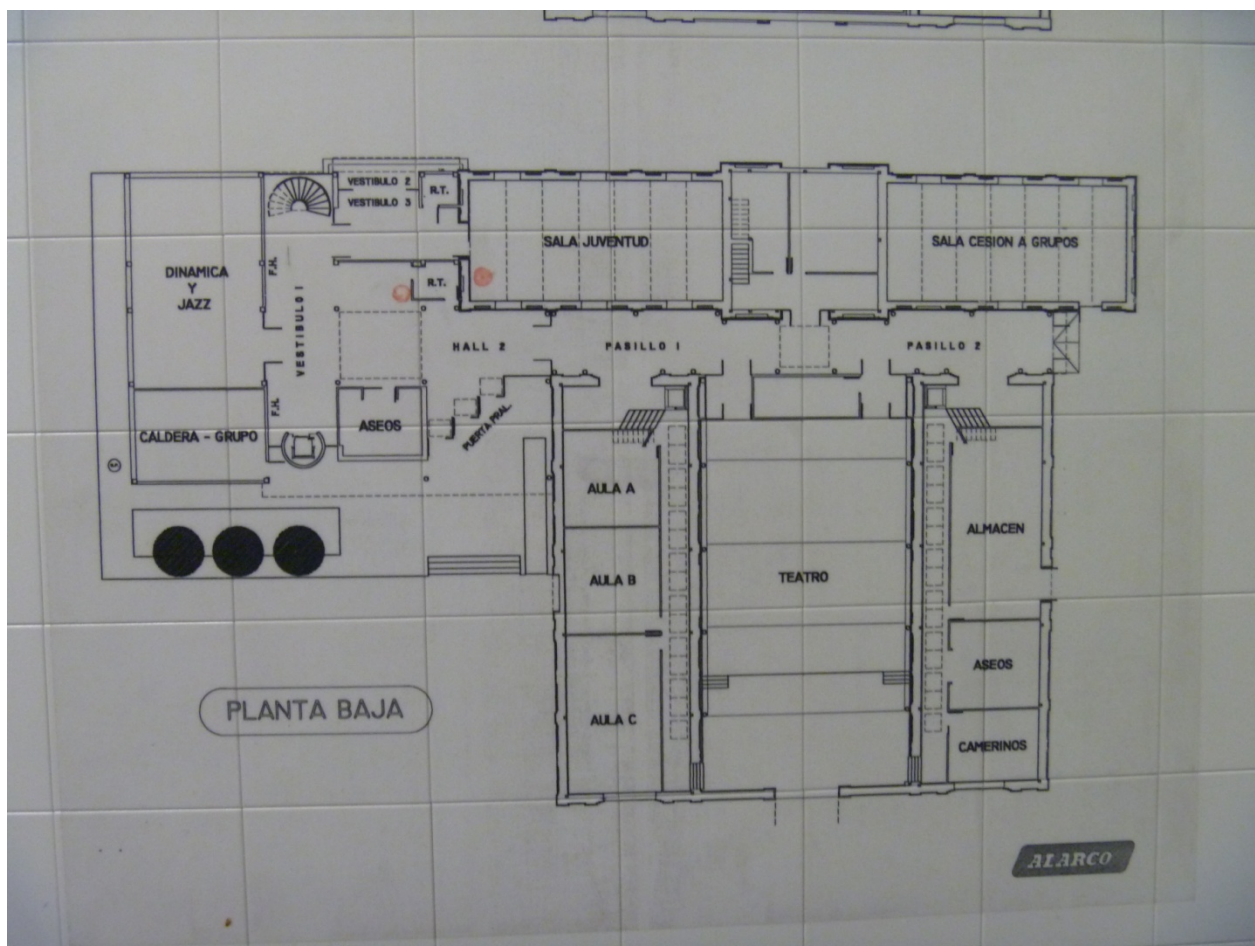 VESTIBULO 2
VESTIBULO 3
R.T.
SALA JUVENTUD
SALA CESION A GRUPOS
DINAMICA
Y
JAZZ
F.H.
R.T.
VESTIBULO I
HALL 2
PASILLO I
PASILLO 2
F.H.
ASEOS
PUERTA PRAL.
CALDERA - GRUPO
AULA A
ALMACEN
AULA B
TEATRO
ASEOS
AULA C
CAMERINOS
PLANTA BAJA
ALARCO